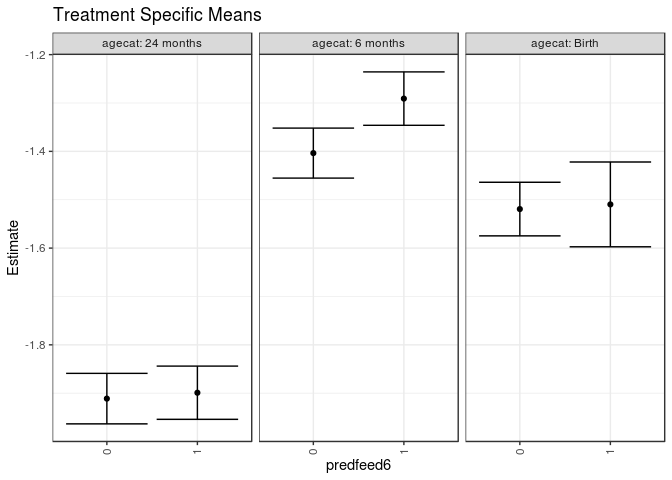 Treatment Specific Means
agecat: 24 months
agecat: 6 months
agecat: Birth
-1.2
-1.4
-1.6
-1.8
Estimate
0
1
0
1
0
1
predfeed6